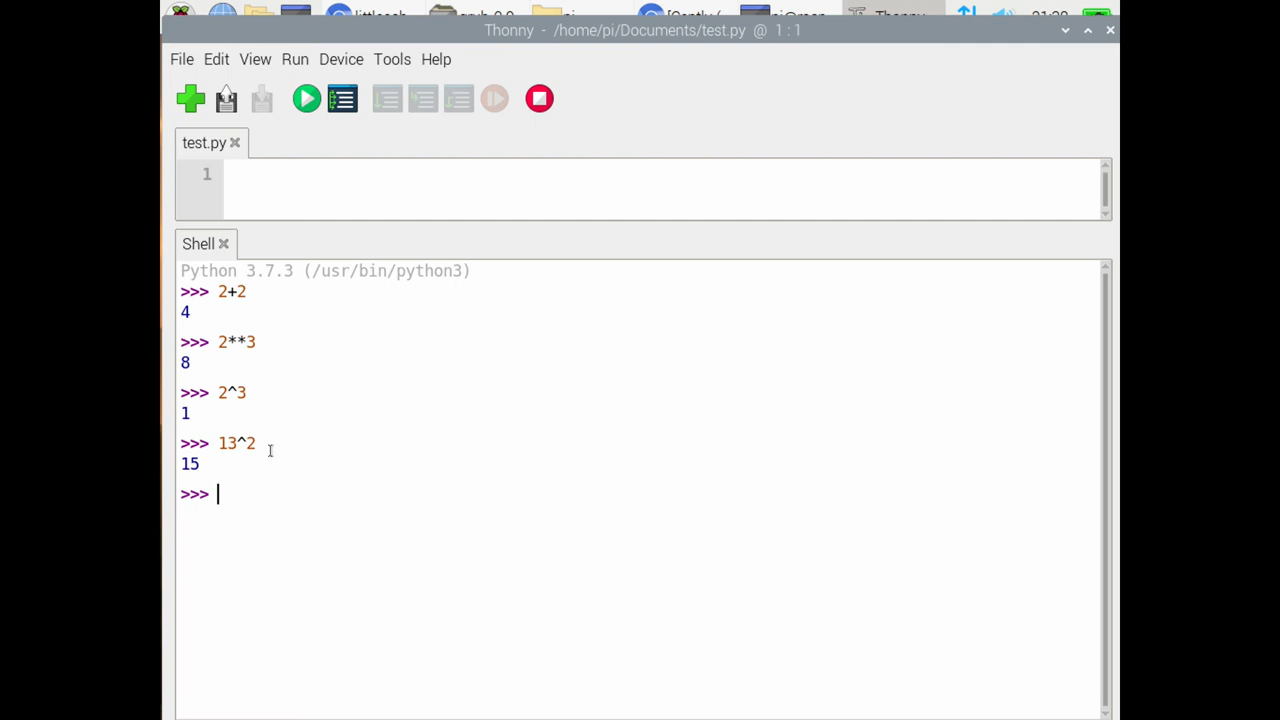 Thonny - /home/pi/Documents/test.py @ 1 : 1
File Edit View Run Device Tools Help
test.py
1
Shell
Python 3.7.3 (/usr/bin/python3)
>>> 2+2
4
>>> 2**3
8
>>> 2^3
1
>>> 13^2
15
>>>